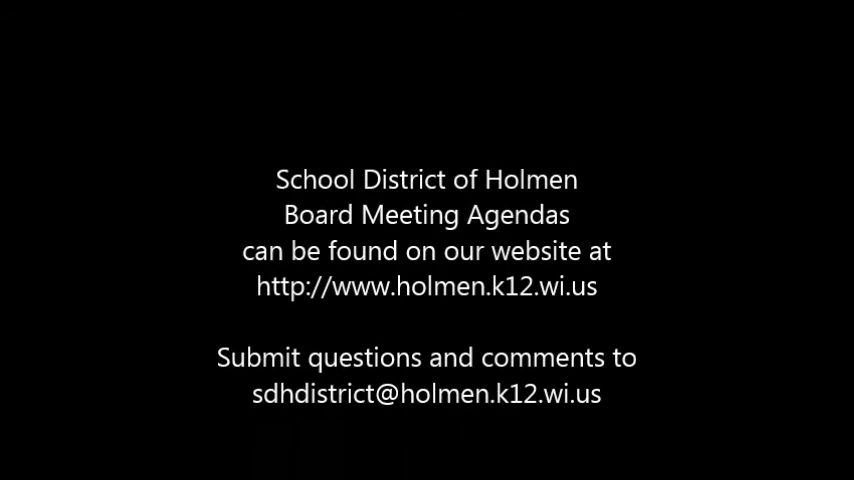 School District of Holmen
Board Meeting Agendas
can be found on our website at
http://www.holmen.k12.wi.us
Submit questions and comments to
sdhdistrict@holmen.k12.wi.us